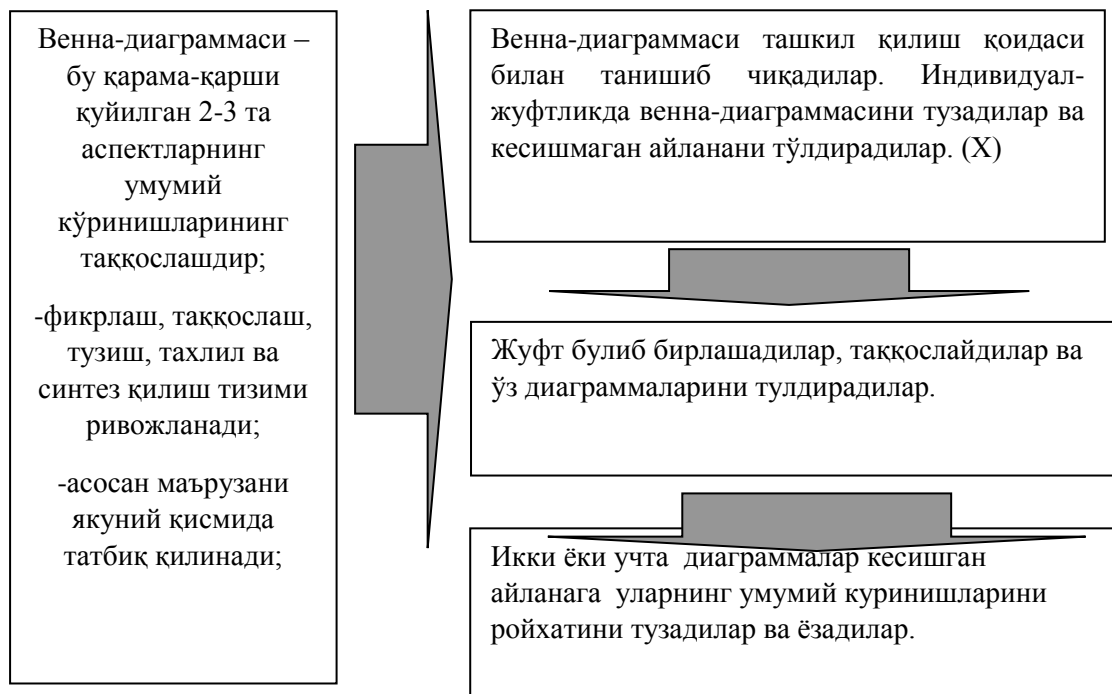 Венна-диаграммаси –
бу қарама-қарши
қуйилган 2-3 та
аспектларнинг
умумий
кўринишларининг
таққослашдир;
-фикрлаш, таққослаш,
тузиш, тахлил ва
синтез қилиш тизими
ривожланади;
-асосан маърузани
якуний қисмида
татбиқ қилинади;
Венна-диаграммаси ташкил қилиш қоидаси
билан танишиб чиқадилар. Индивидуал-
жуфтликда венна-диаграммасини тузадилар ва
кесишмаган айланани тўлдирадилар. (Х)
Жуфт булиб бирлашадилар, таққослайдилар ва
ўз диаграммаларини тулдирадилар.
Икки ёки учта диаграммалар кесишган
айланага уларнинг умумий куринишларини
ройхатини тузадилар ва ёзадилар.